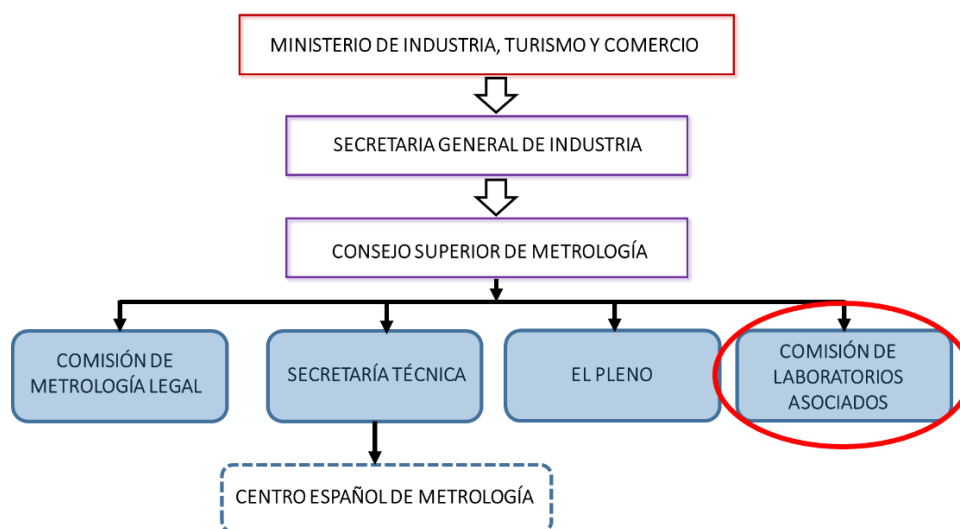 MINISTERIO DE INDUSTRIA, TURISMO Y COMERCIO
SECRETARIA GENERAL DE INDUSTRIA
CONSEJO SUPERIOR DE METROLOGÍA
COMISIÓN DE
METROLOGÍA LEGAL
SECRETARÍA TÉCNICA
EL PLENO
COMISIÓN DE
LABORATORIOS
ASOCIADOS
CENTRO ESPAÑOL DE METROLOGÍA